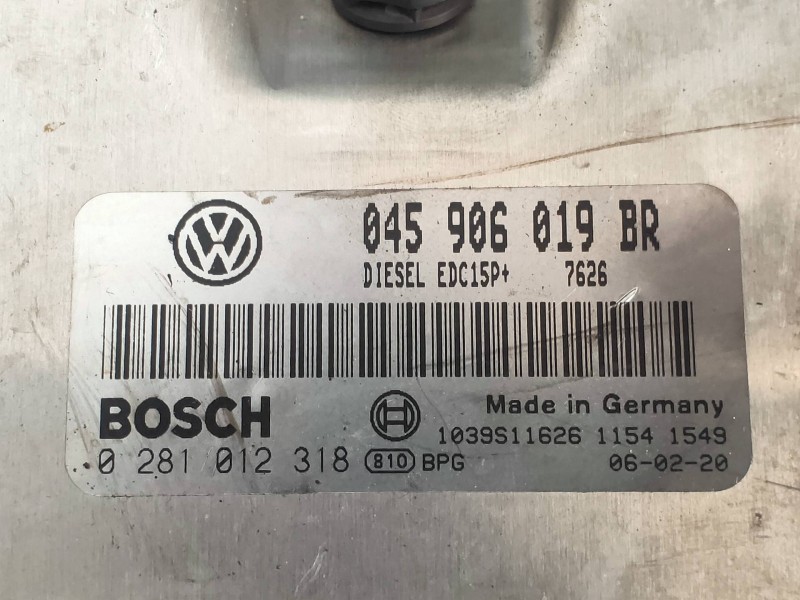 045 906 019 BR
DIESEL EDC15P+ 7626
BOSCH
Made in Germany
1039S11626 1154 1549
0 281 012 318 810 BPG 06-02-20